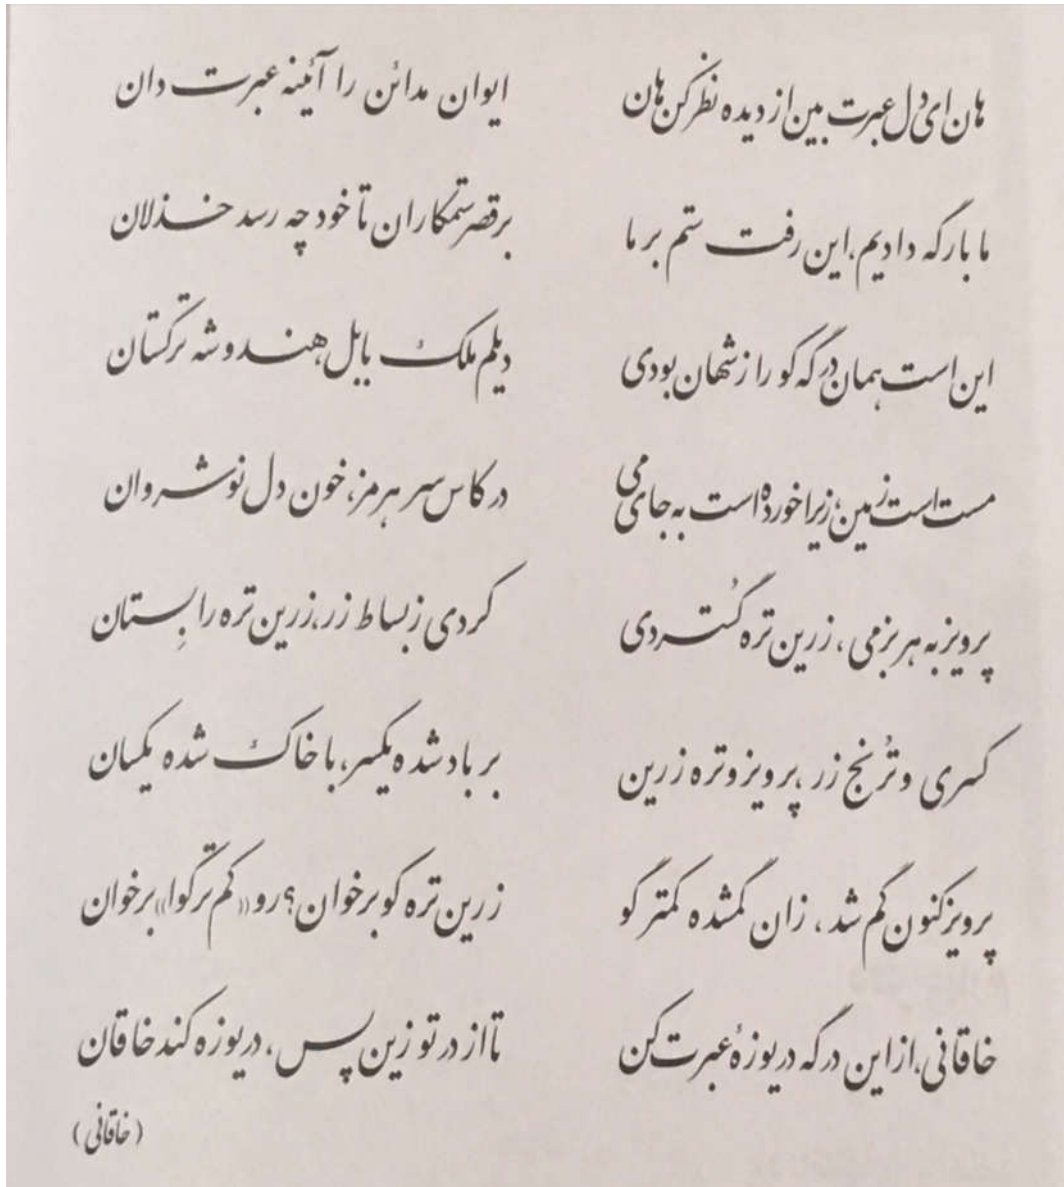 هان ای دل عبرت بین از دیده نظر کن هان ایوان مدائن را آئینه عبرت دان
ما بارگه دادیم، این رفت ستم بر ما بر قصر ستمکاران تا خود چه رسد خذلان
این است همان درگه کو را ز شهان بودی دیلم ملک بابل هندو شه ترکستان
مست است زمین، زیرا خورده است به جای می در کاس سر هرمز، خون دل نوشروان
پرویز به هر بزمی، زرین تره گُستردی کردی ز بساط زر، زرین تره را بِستان
کسری و تُرنج زر، پرویز و تره زرین بر باد شده یکسر، با خاک شده یکسان
پرویز کنون گم شد، زان گمشده کمتر گو زرین تره کو برخوان؟ رو «کم ترکوا» برخوان
خاقانی، از این درگه دریوزهٔ عبرت کن تا از در تو زین پس، دریوزه کند خاقان
(خاقانی)